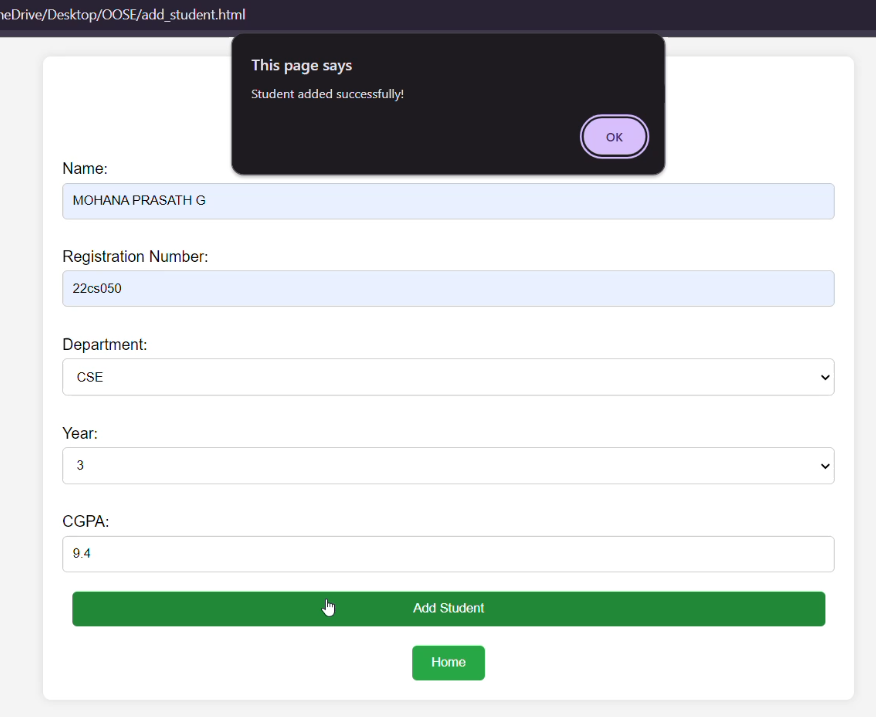 neDrive/Desktop/OOSE/add_student.html
This page says
Student added successfully!
OK
Name:
MOHANA PRASATH G
Registration Number:
22cs050
Department:
CSE
Year:
3
CGPA:
9.4
Add Student
Home